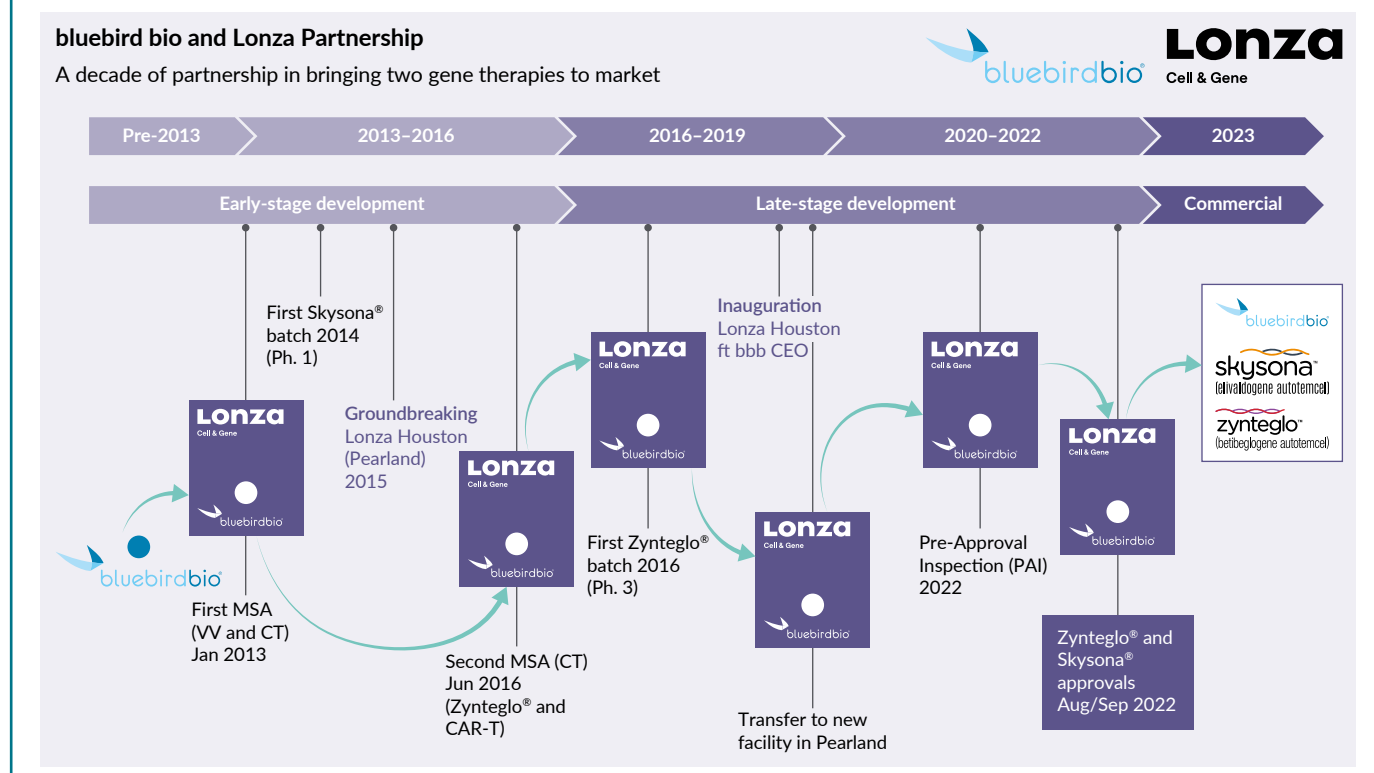 bluebird bio and Lonza Partnership
A decade of partnership in bringing two gene therapies to market
bluebirdbio®
Lonza
Cell & Gene
Pre-2013
2013–2016
2016–2019
2020–2022
2023
Early-stage development
Late-stage development
Commercial
bluebirdbio®
Lonza
Cell & Gene
bluebirdbio®
First MSA
(VV and CT)
Jan 2013
First Skysona®
batch 2014
(Ph. 1)
Groundbreaking
Lonza Houston
(Pearland)
2015
Lonza
Cell & Gene
bluebirdbio®
Second MSA (CT)
Jun 2016
(Zynteglo® and
CAR-T)
Lonza
Cell & Gene
bluebirdbio®
First Zynteglo®
batch 2016
(Ph. 3)
Inauguration
Lonza Houston
ft bbb CEO
Lonza
Cell & Gene
bluebirdbio®
Transfer to new
facility in Pearland
Lonza
Cell & Gene
bluebirdbio®
Pre-Approval
Inspection (PAI)
2022
Lonza
Cell & Gene
bluebirdbio®
Zynteglo® and
Skysona®
approvals
Aug/Sep 2022
bluebirdbio®
skysona™
(elivaldogene autotemcel)
zynteglo™
(betibeglogene autotemcel)